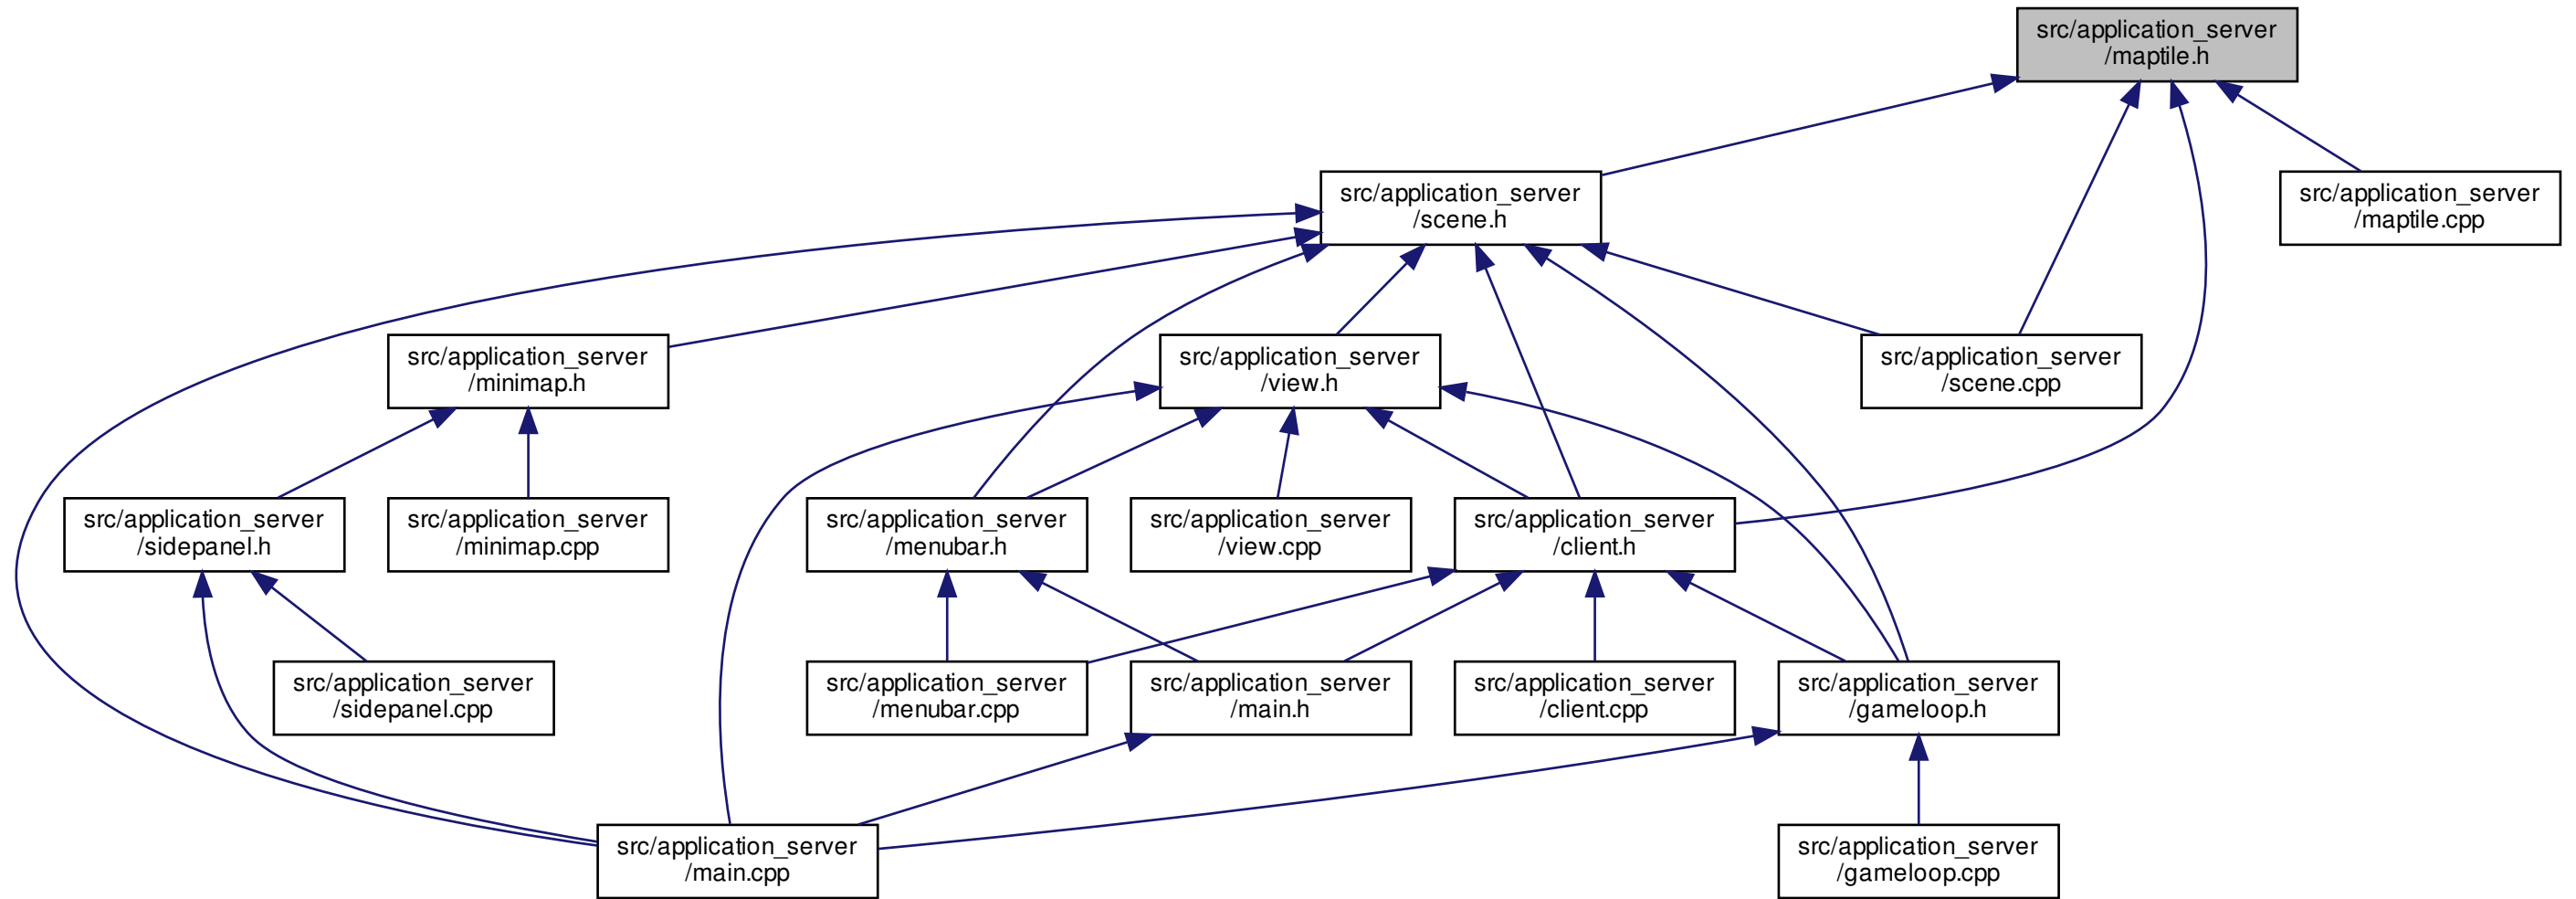 src/application_server
/maptile.h
src/application_server
/scene.h
src/application_server
/maptile.cpp
src/application_server
/minimap.h
src/application_server
/view.h
src/application_server
/scene.cpp
src/application_server
/sidepanel.h
src/application_server
/minimap.cpp
src/application_server
/menubar.h
src/application_server
/view.cpp
src/application_server
/client.h
src/application_server
/sidepanel.cpp
src/application_server
/menubar.cpp
src/application_server
/main.h
src/application_server
/client.cpp
src/application_server
/gameloop.h
src/application_server
/main.cpp
src/application_server
/gameloop.cpp